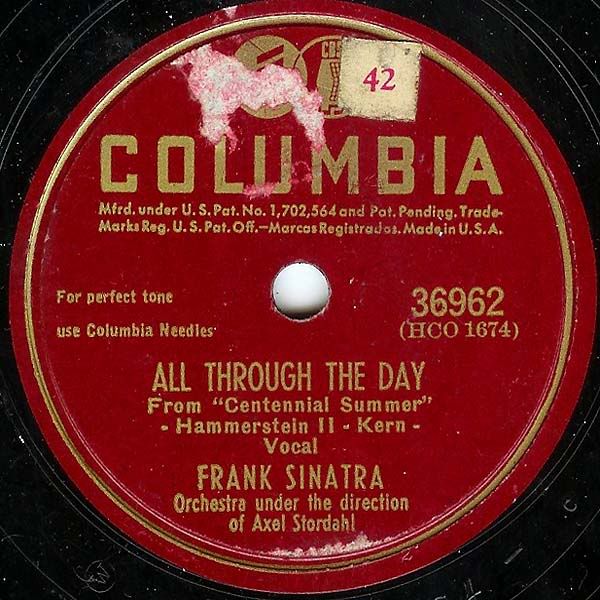 CBS
42
COLUMBIA
Mfrd. under U.S. Pat. No. 1,702,564 and Pat. Pending. Trade-
Marks Reg. U.S. Pat. Off.—Marcas Registradas. Made in U.S.A.
For perfect tone
use Columbia Needles
36962
(HCO 1674)
ALL THROUGH THE DAY
From "Centennial Summer"
- Hammerstein II - Kern -
Vocal
FRANK SINATRA
Orchestra under the direction
of Axel Stordahl